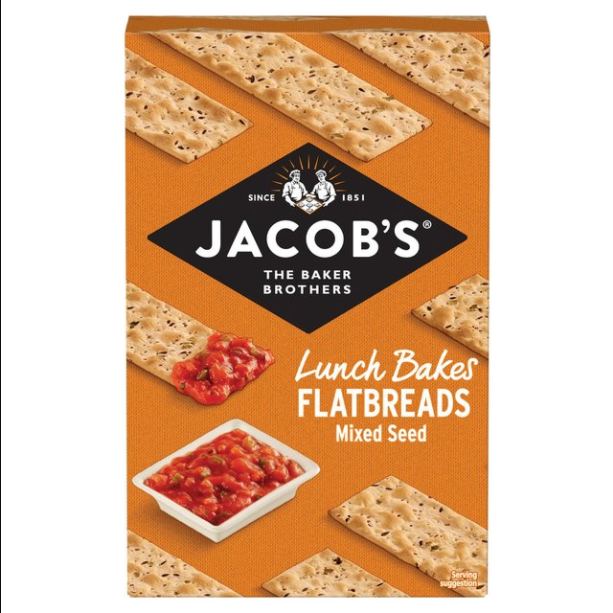 SINCE 1851
JACOB'S®
THE BAKER
BROTHERS
Lunch Bakes
FLATBREADS
Mixed Seed
Serving
suggestion